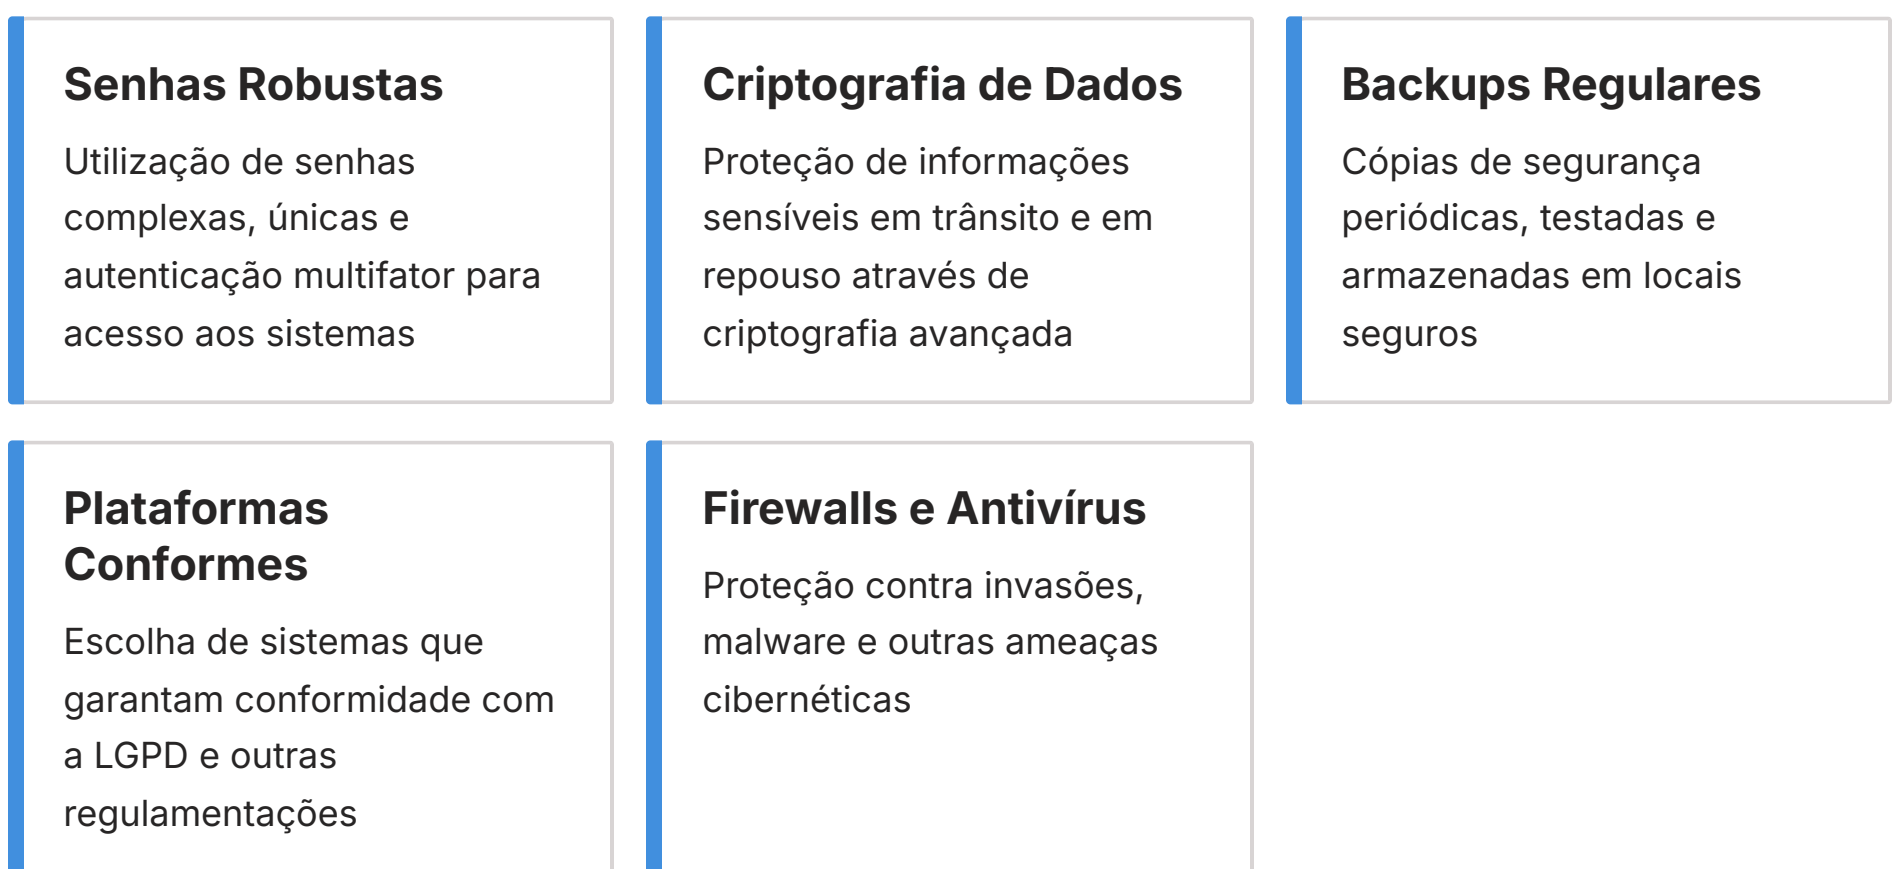 Senhas Robustas
Utilização de senhas
complexas, únicas e
autenticação multifator para
acesso aos sistemas
Criptografia de Dados
Proteção de informações
sensíveis em trânsito e em
repouso através de
criptografia avançada
Backups Regulares
Cópias de segurança
periódicas, testadas e
armazenadas em locais
seguros
Plataformas
Conformes
Escolha de sistemas que
garantam conformidade com
a LGPD e outras
regulamentações
Firewalls e Antivírus
Proteção contra invasões,
malware e outras ameaças
cibernéticas